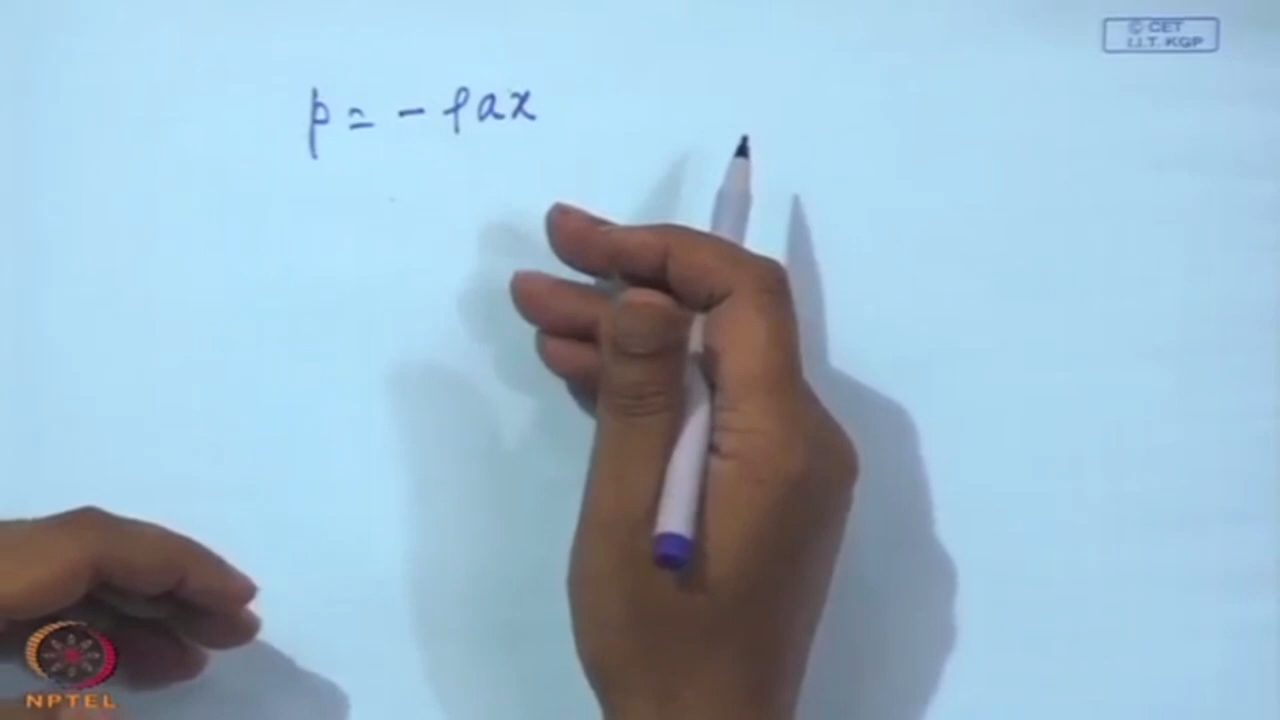 © CET
I.I.T. KGP
p = - ρax
NPTEL